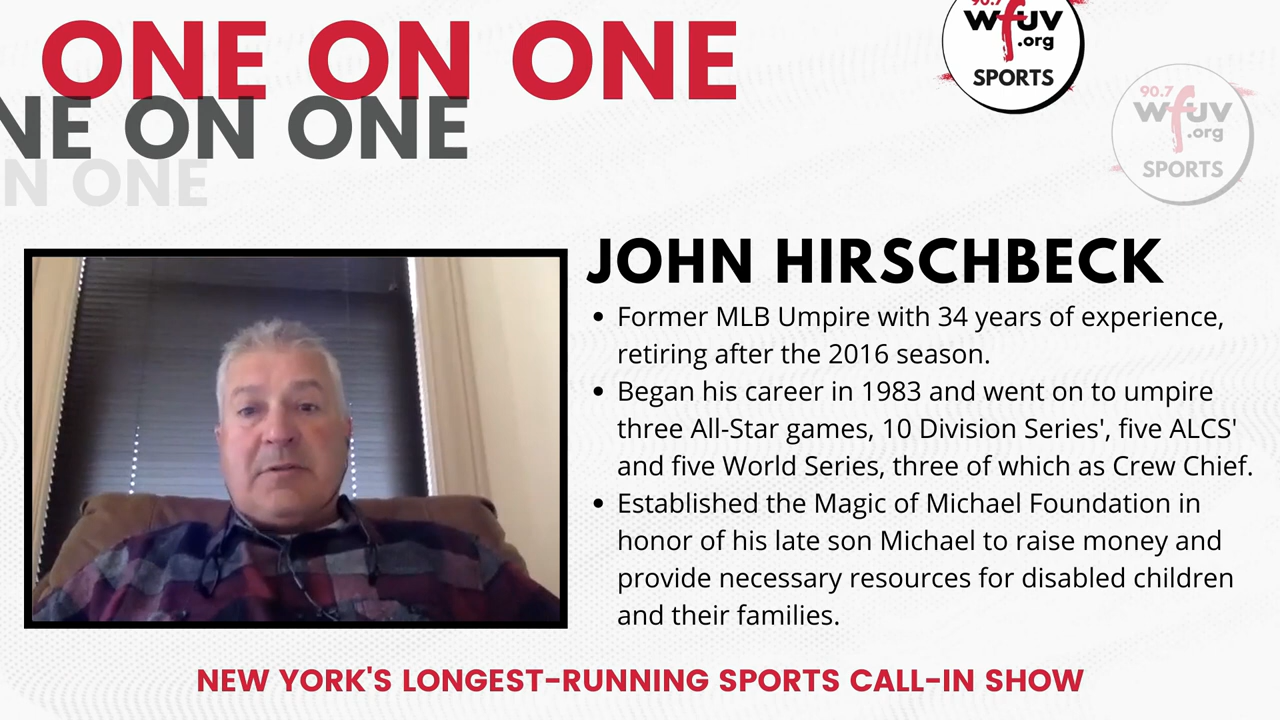 ONE ON ONE
NE ON ONE
N ONE
90.7
wfuv
.org
SPORTS
90.7
wfuv
.org
SPORTS
JOHN HIRSCHBECK
• Former MLB Umpire with 34 years of experience,
retiring after the 2016 season.
• Began his career in 1983 and went on to umpire
three All-Star games, 10 Division Series', five ALCS'
and five World Series, three of which as Crew Chief.
• Established the Magic of Michael Foundation in
honor of his late son Michael to raise money and
provide necessary resources for disabled children
and their families.
NEW YORK'S LONGEST-RUNNING SPORTS CALL-IN SHOW